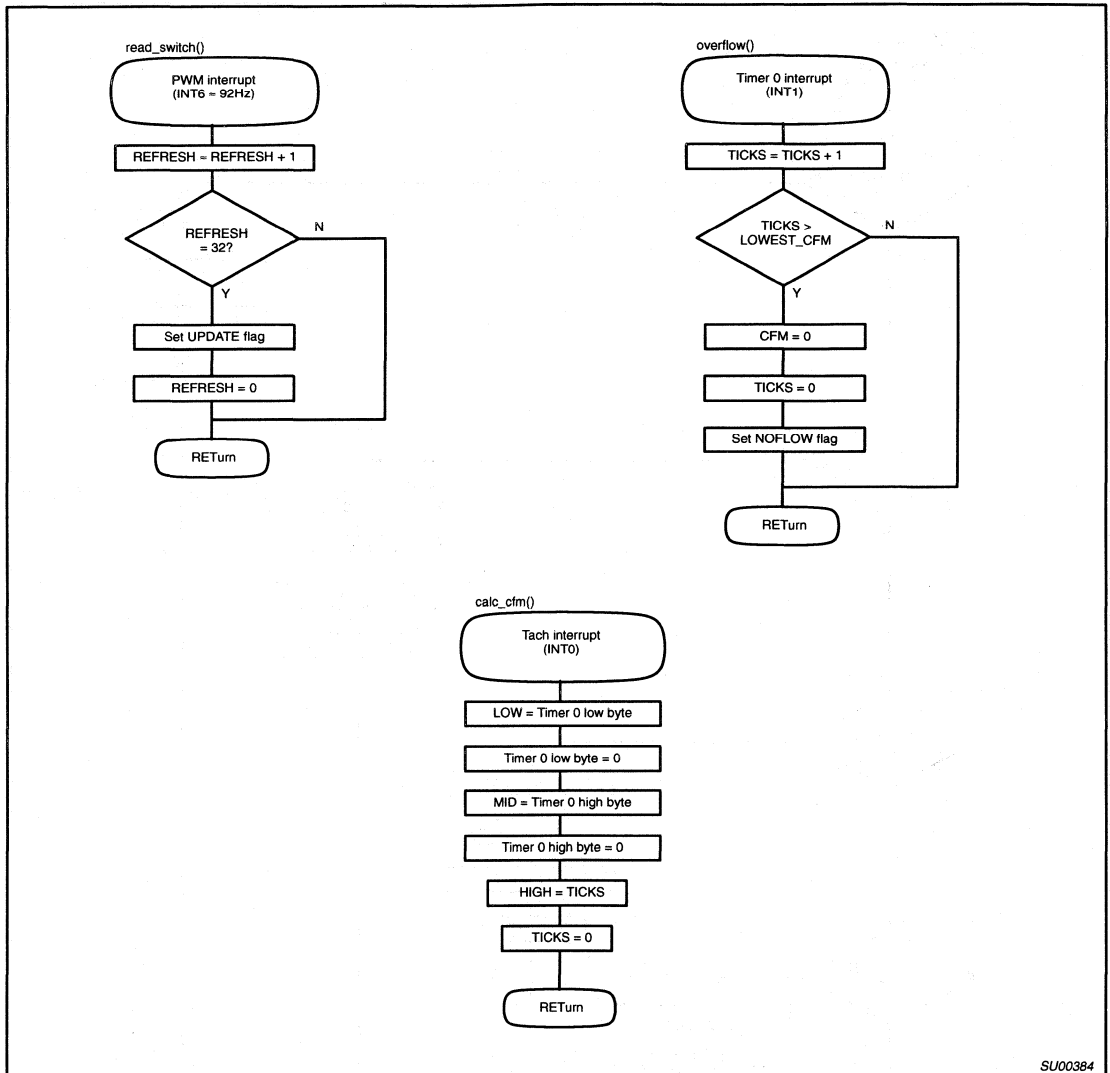 read_switch()
PWM interrupt
(INT6 = 92Hz)
REFRESH = REFRESH + 1
REFRESH
= 32?
N
Y
Set UPDATE flag
REFRESH = 0
RETurn
overflow()
Timer 0 interrupt
(INT1)
TICKS = TICKS + 1
TICKS >
LOWEST_CFM
N
Y
CFM = 0
TICKS = 0
Set NOFLOW flag
RETurn
calc_cfm()
Tach interrupt
(INT0)
LOW = Timer 0 low byte
Timer 0 low byte = 0
MID = Timer 0 high byte
Timer 0 high byte = 0
HIGH = TICKS
TICKS = 0
RETurn
SU00384